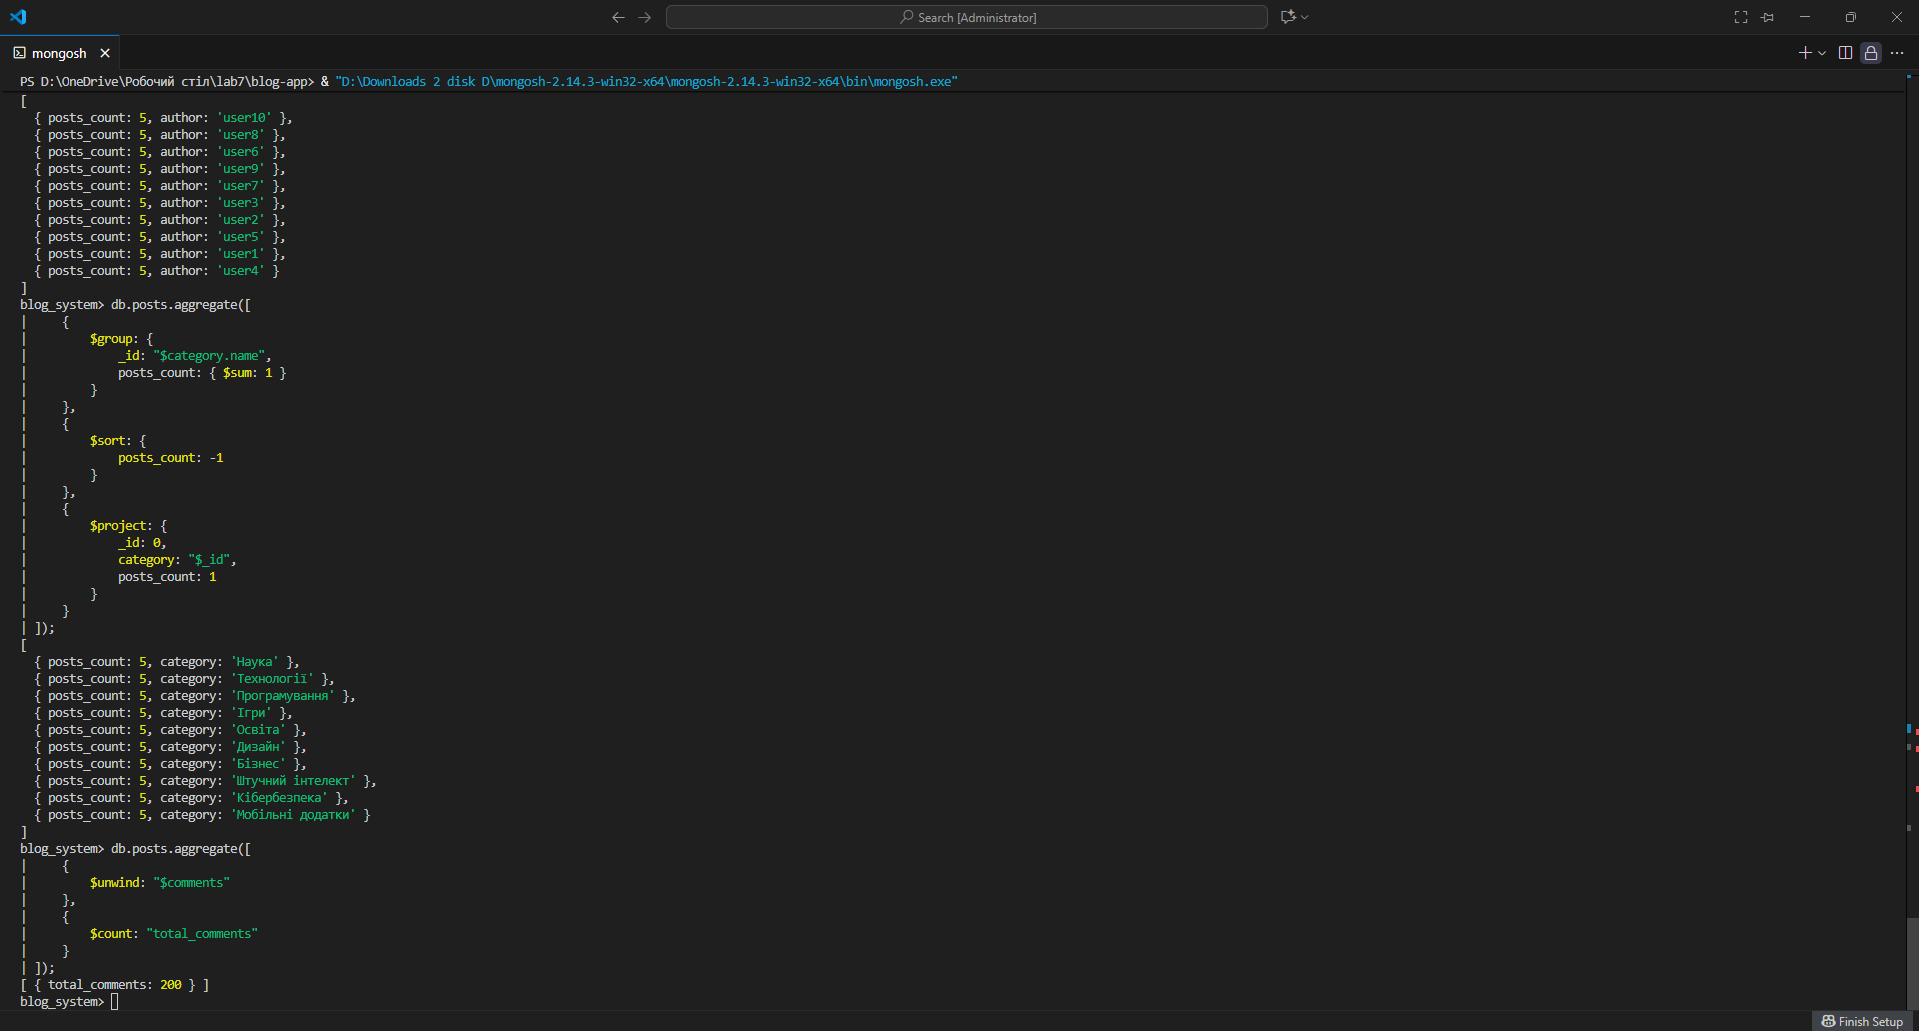 Search [Administrator]
mongosh
PS D:\OneDrive\Робочий стіл\lab7\blog-app> & "D:\Downloads 2 disk D\mongosh-2.14.3-win32-x64\mongosh-2.14.3-win32-x64\bin\mongosh.exe"
[
  { posts_count: 5, author: 'user10' },
  { posts_count: 5, author: 'user8' },
  { posts_count: 5, author: 'user6' },
  { posts_count: 5, author: 'user9' },
  { posts_count: 5, author: 'user7' },
  { posts_count: 5, author: 'user3' },
  { posts_count: 5, author: 'user2' },
  { posts_count: 5, author: 'user5' },
  { posts_count: 5, author: 'user1' },
  { posts_count: 5, author: 'user4' }
]
blog_system> db.posts.aggregate([
|     {
|         $group: {
|             _id: "$category.name",
|             posts_count: { $sum: 1 }
|         }
|     },
|     {
|         $sort: {
|             posts_count: -1
|         }
|     },
|     {
|         $project: {
|             _id: 0,
|             category: "$_id",
|             posts_count: 1
|         }
|     }
| ]);
[
  { posts_count: 5, category: 'Наука' },
  { posts_count: 5, category: 'Технології' },
  { posts_count: 5, category: 'Програмування' },
  { posts_count: 5, category: 'Ігри' },
  { posts_count: 5, category: 'Освіта' },
  { posts_count: 5, category: 'Дизайн' },
  { posts_count: 5, category: 'Бізнес' },
  { posts_count: 5, category: 'Штучний інтелект' },
  { posts_count: 5, category: 'Кібербезпека' },
  { posts_count: 5, category: 'Мобільні додатки' }
]
blog_system> db.posts.aggregate([
|     {
|         $unwind: "$comments"
|     },
|     {
|         $count: "total_comments"
|     }
| ]);
[ { total_comments: 200 } ]
blog_system>
Finish Setup